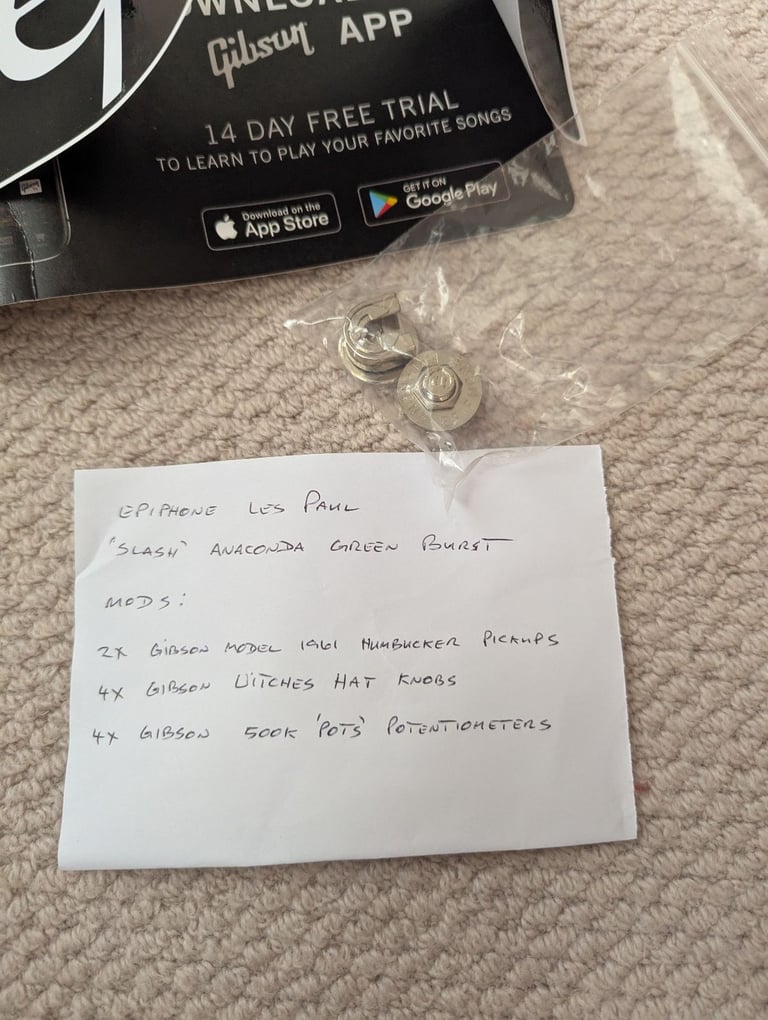 Gibson APP
14 DAY FREE TRIAL
TO LEARN TO PLAY YOUR FAVORITE SONGS
Download on the
App Store
GET IT ON
Google Play
EPIPHONE LES PAUL
'SLASH' ANACONDA GREEN BURST
MODS:
2X GIBSON MODEL 1961 HUMBUCKER PICKUPS
4X GIBSON WITCHES HAT KNOBS
4X GIBSON 500K 'POTS' POTENTIOMETERS